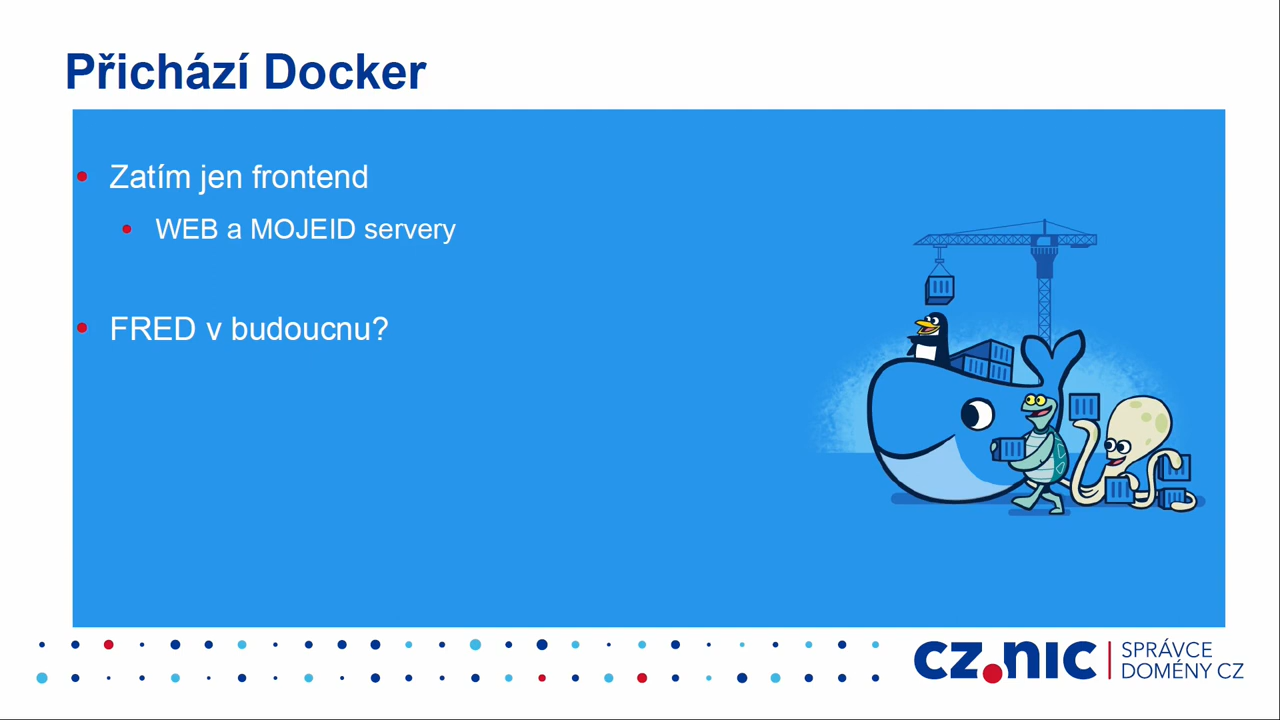 Přichází Docker
Zatím jen frontend
WEB a MOJEID servery
FRED v budoucnu?
CZ.NIC
SPRÁVCE
DOMÉNY CZ